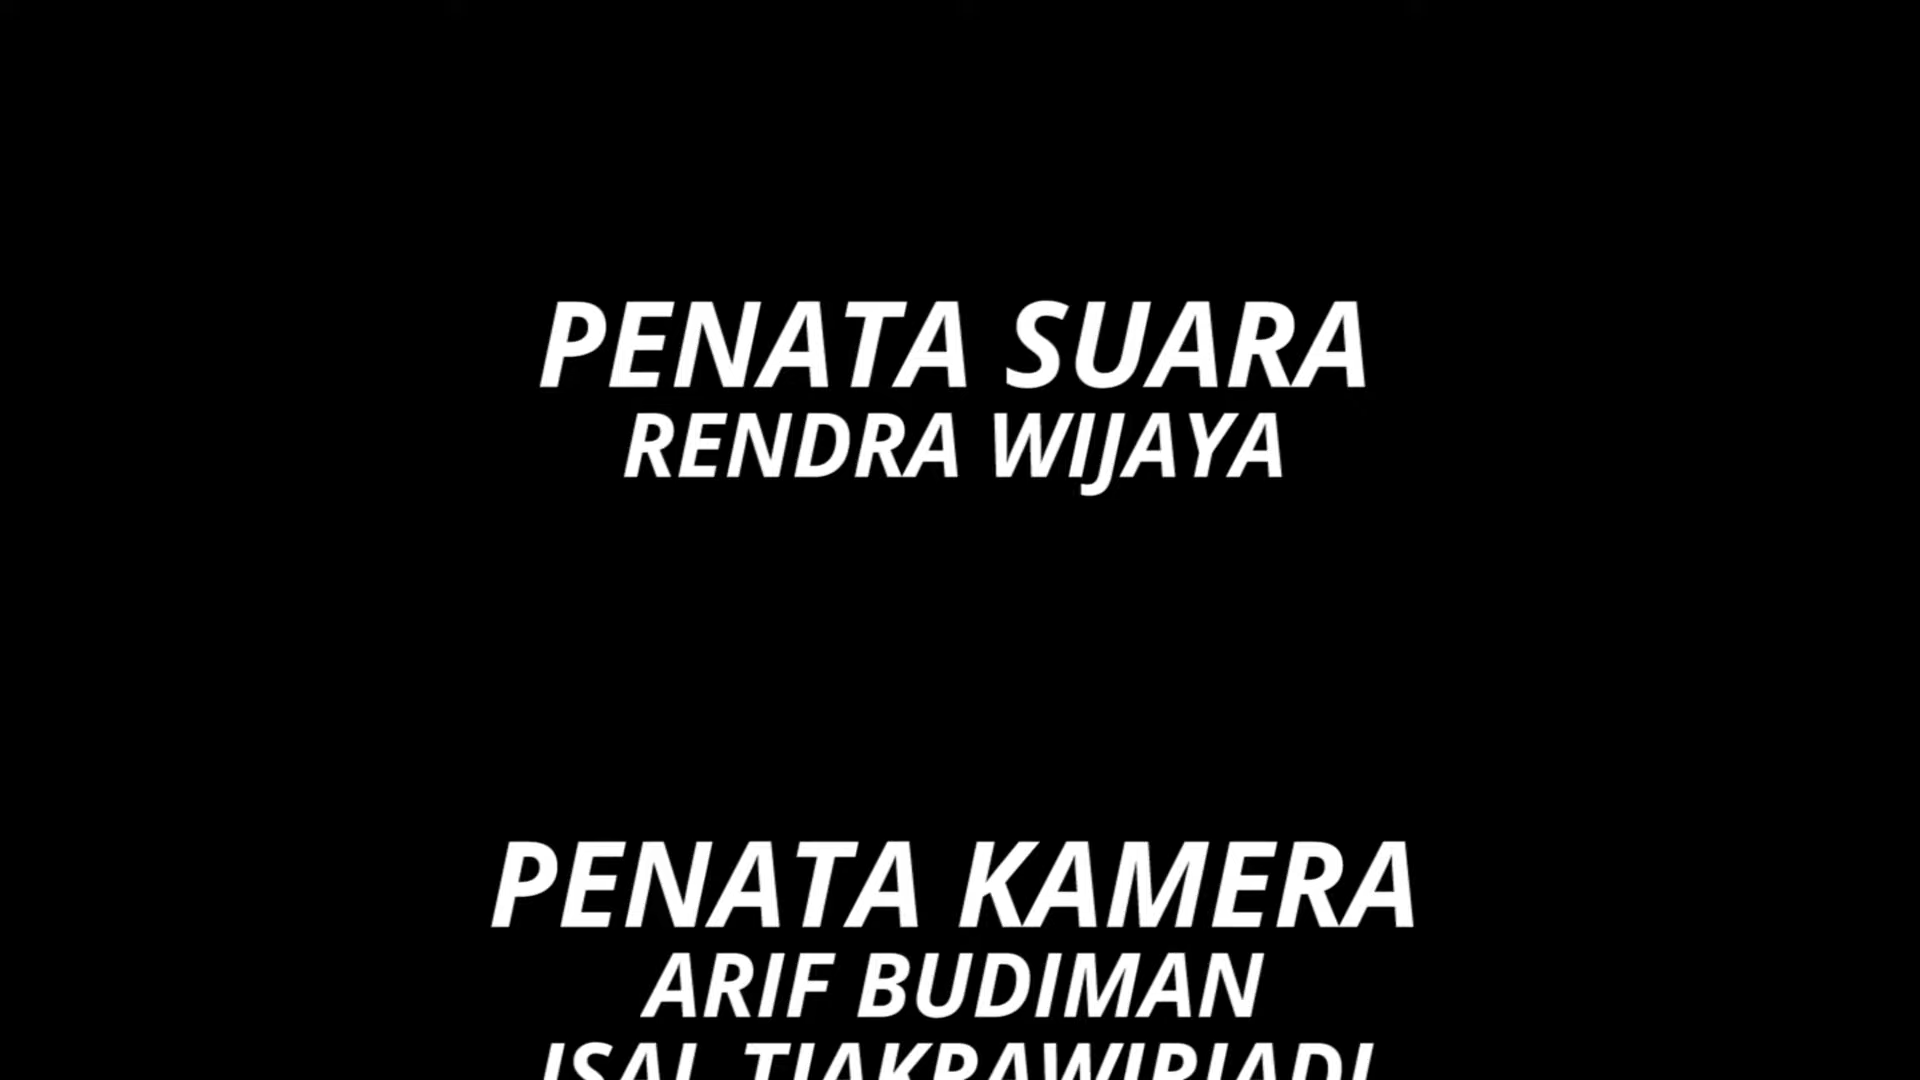 PENATA SUARA
RENDRA WIJAYA
PENATA KAMERA
ARIF BUDIMAN